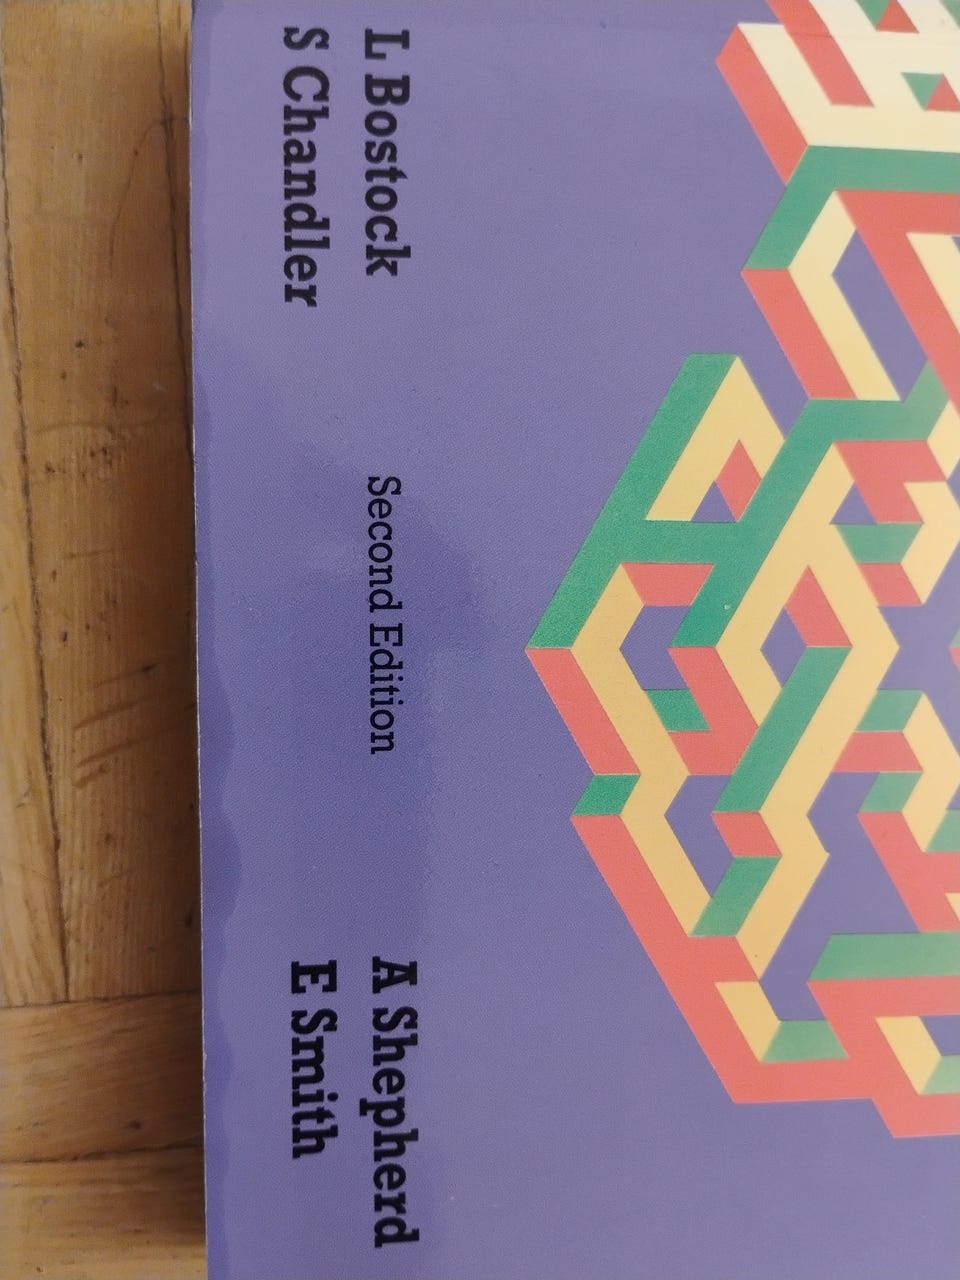 L Bostock
S Chandler
Second Edition
A Shepherd
E Smith